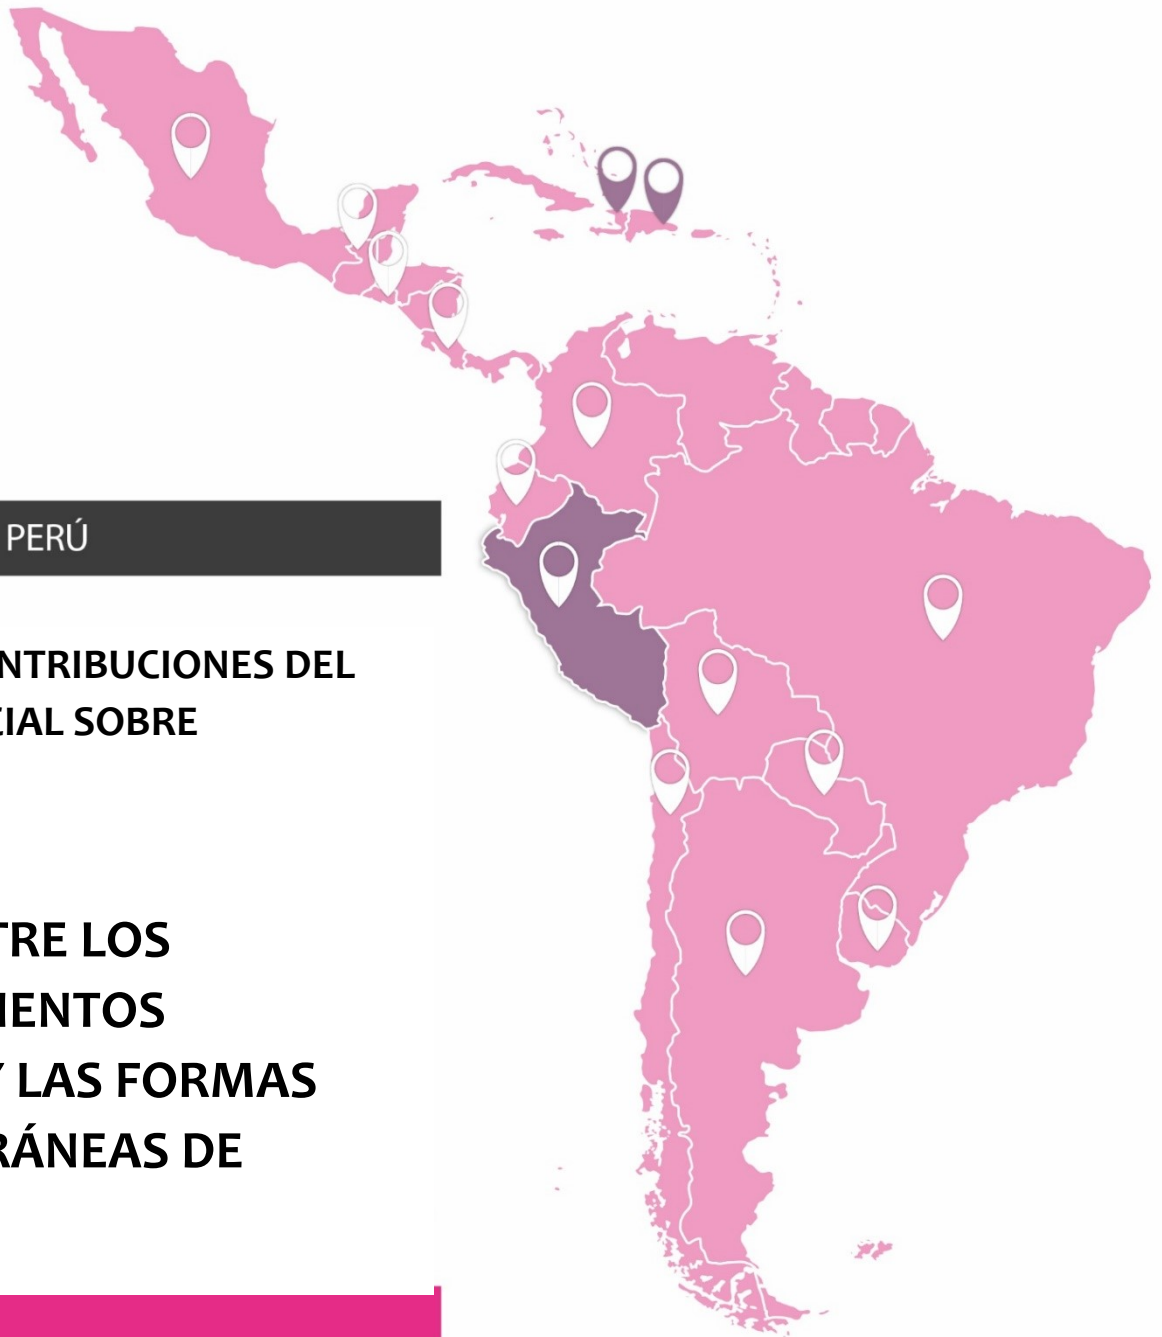 PERÚ
NTRIBUCIONES DEL
CIAL SOBRE
TRE LOS
IENTOS
Y LAS FORMAS
RÁNEAS DE